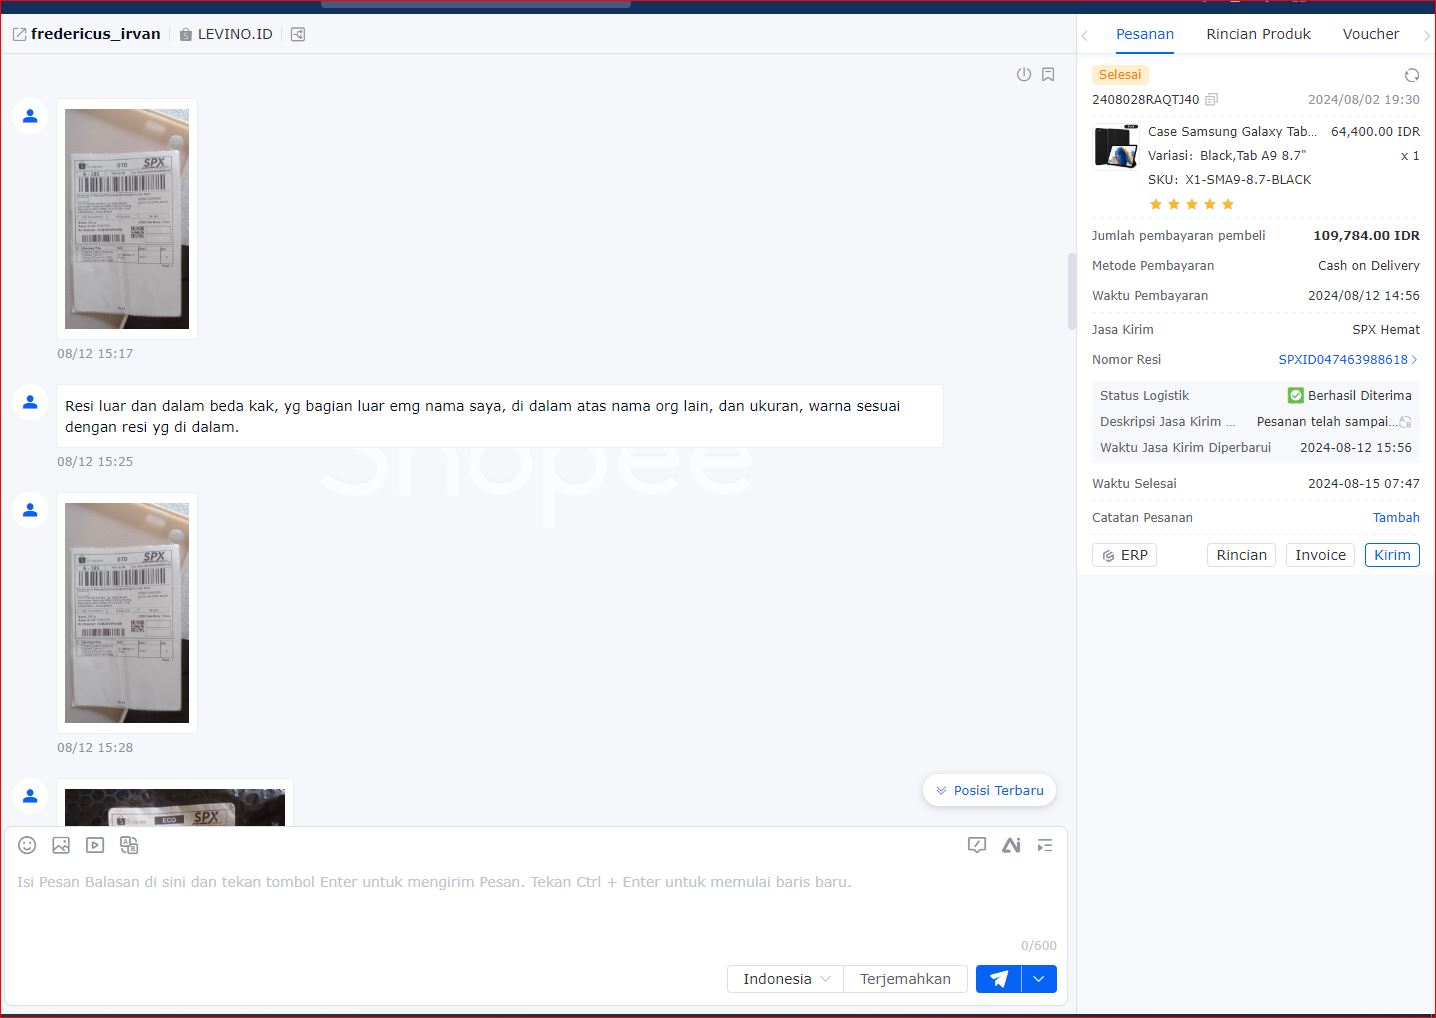 fredericus_irvan
LEVINO.ID
08/12 15:17
Resi luar dan dalam beda kak, yg bagian luar emg nama saya, di dalam atas nama org lain, dan ukuran, warna sesuai
dengan resi yg di dalam.
08/12 15:25
Shopee
STD SPX
A - 185
08/12 15:28
ECO SPX
Posisi Terbaru
Isi Pesan Balasan di sini dan tekan tombol Enter untuk mengirim Pesan. Tekan Ctrl + Enter untuk memulai baris baru.
0/600
Indonesia
Terjemahkan
Pesanan
Rincian Produk
Voucher
Selesai
2408028RAQTJ40
2024/08/02 19:30
Case Samsung Galaxy Tab... 64,400.00 IDR
Variasi: Black,Tab A9 8.7" x 1
SKU: X1-SMA9-8.7-BLACK
Jumlah pembayaran pembeli 109,784.00 IDR
Metode Pembayaran Cash on Delivery
Waktu Pembayaran 2024/08/12 14:56
Jasa Kirim SPX Hemat
Nomor Resi SPXID047463988618
Status Logistik Berhasil Diterima
Deskripsi Jasa Kirim ... Pesanan telah sampai...
Waktu Jasa Kirim Diperbarui 2024-08-12 15:56
Waktu Selesai 2024-08-15 07:47
Catatan Pesanan Tambah
ERP
Rincian
Invoice
Kirim